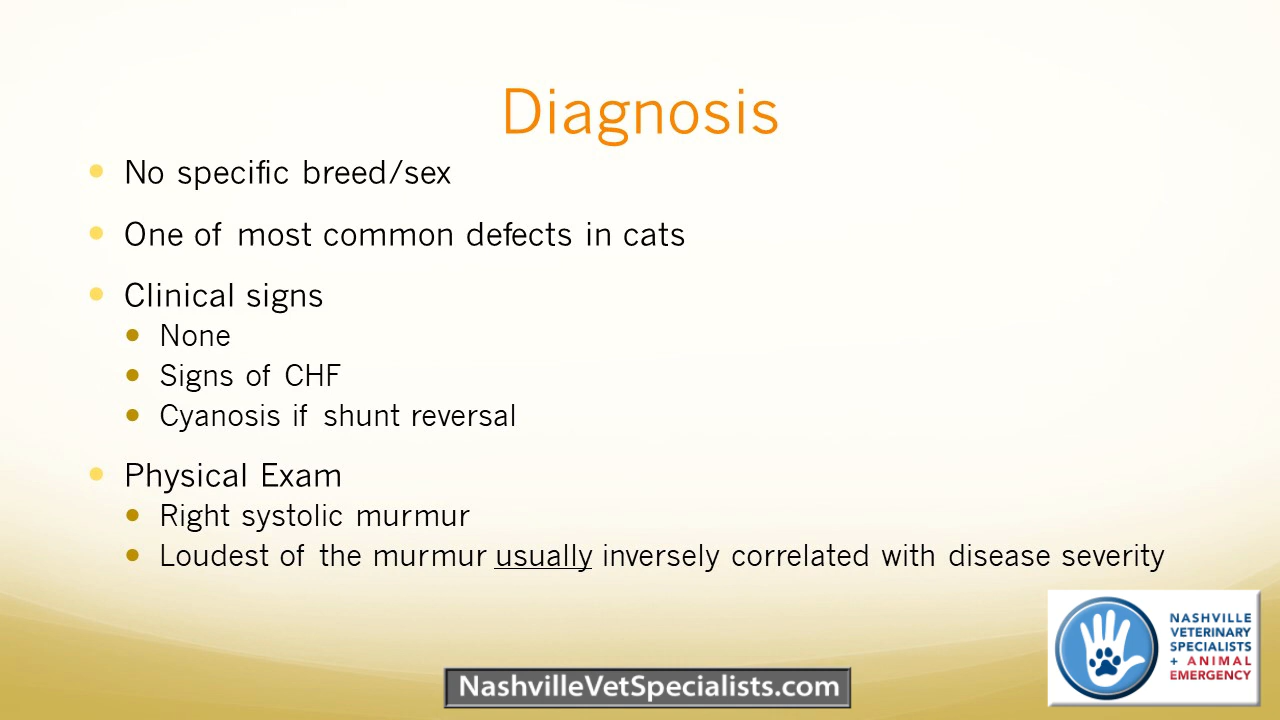 Diagnosis
No specific breed/sex
One of most common defects in cats
Clinical signs
None
Signs of CHF
Cyanosis if shunt reversal
Physical Exam
Right systolic murmur
Loudest of the murmur usually inversely correlated with disease severity
NASHVILLE
VETERINARY
SPECIALISTS
+ ANIMAL
EMERGENCY
NashvilleVetSpecialists.com